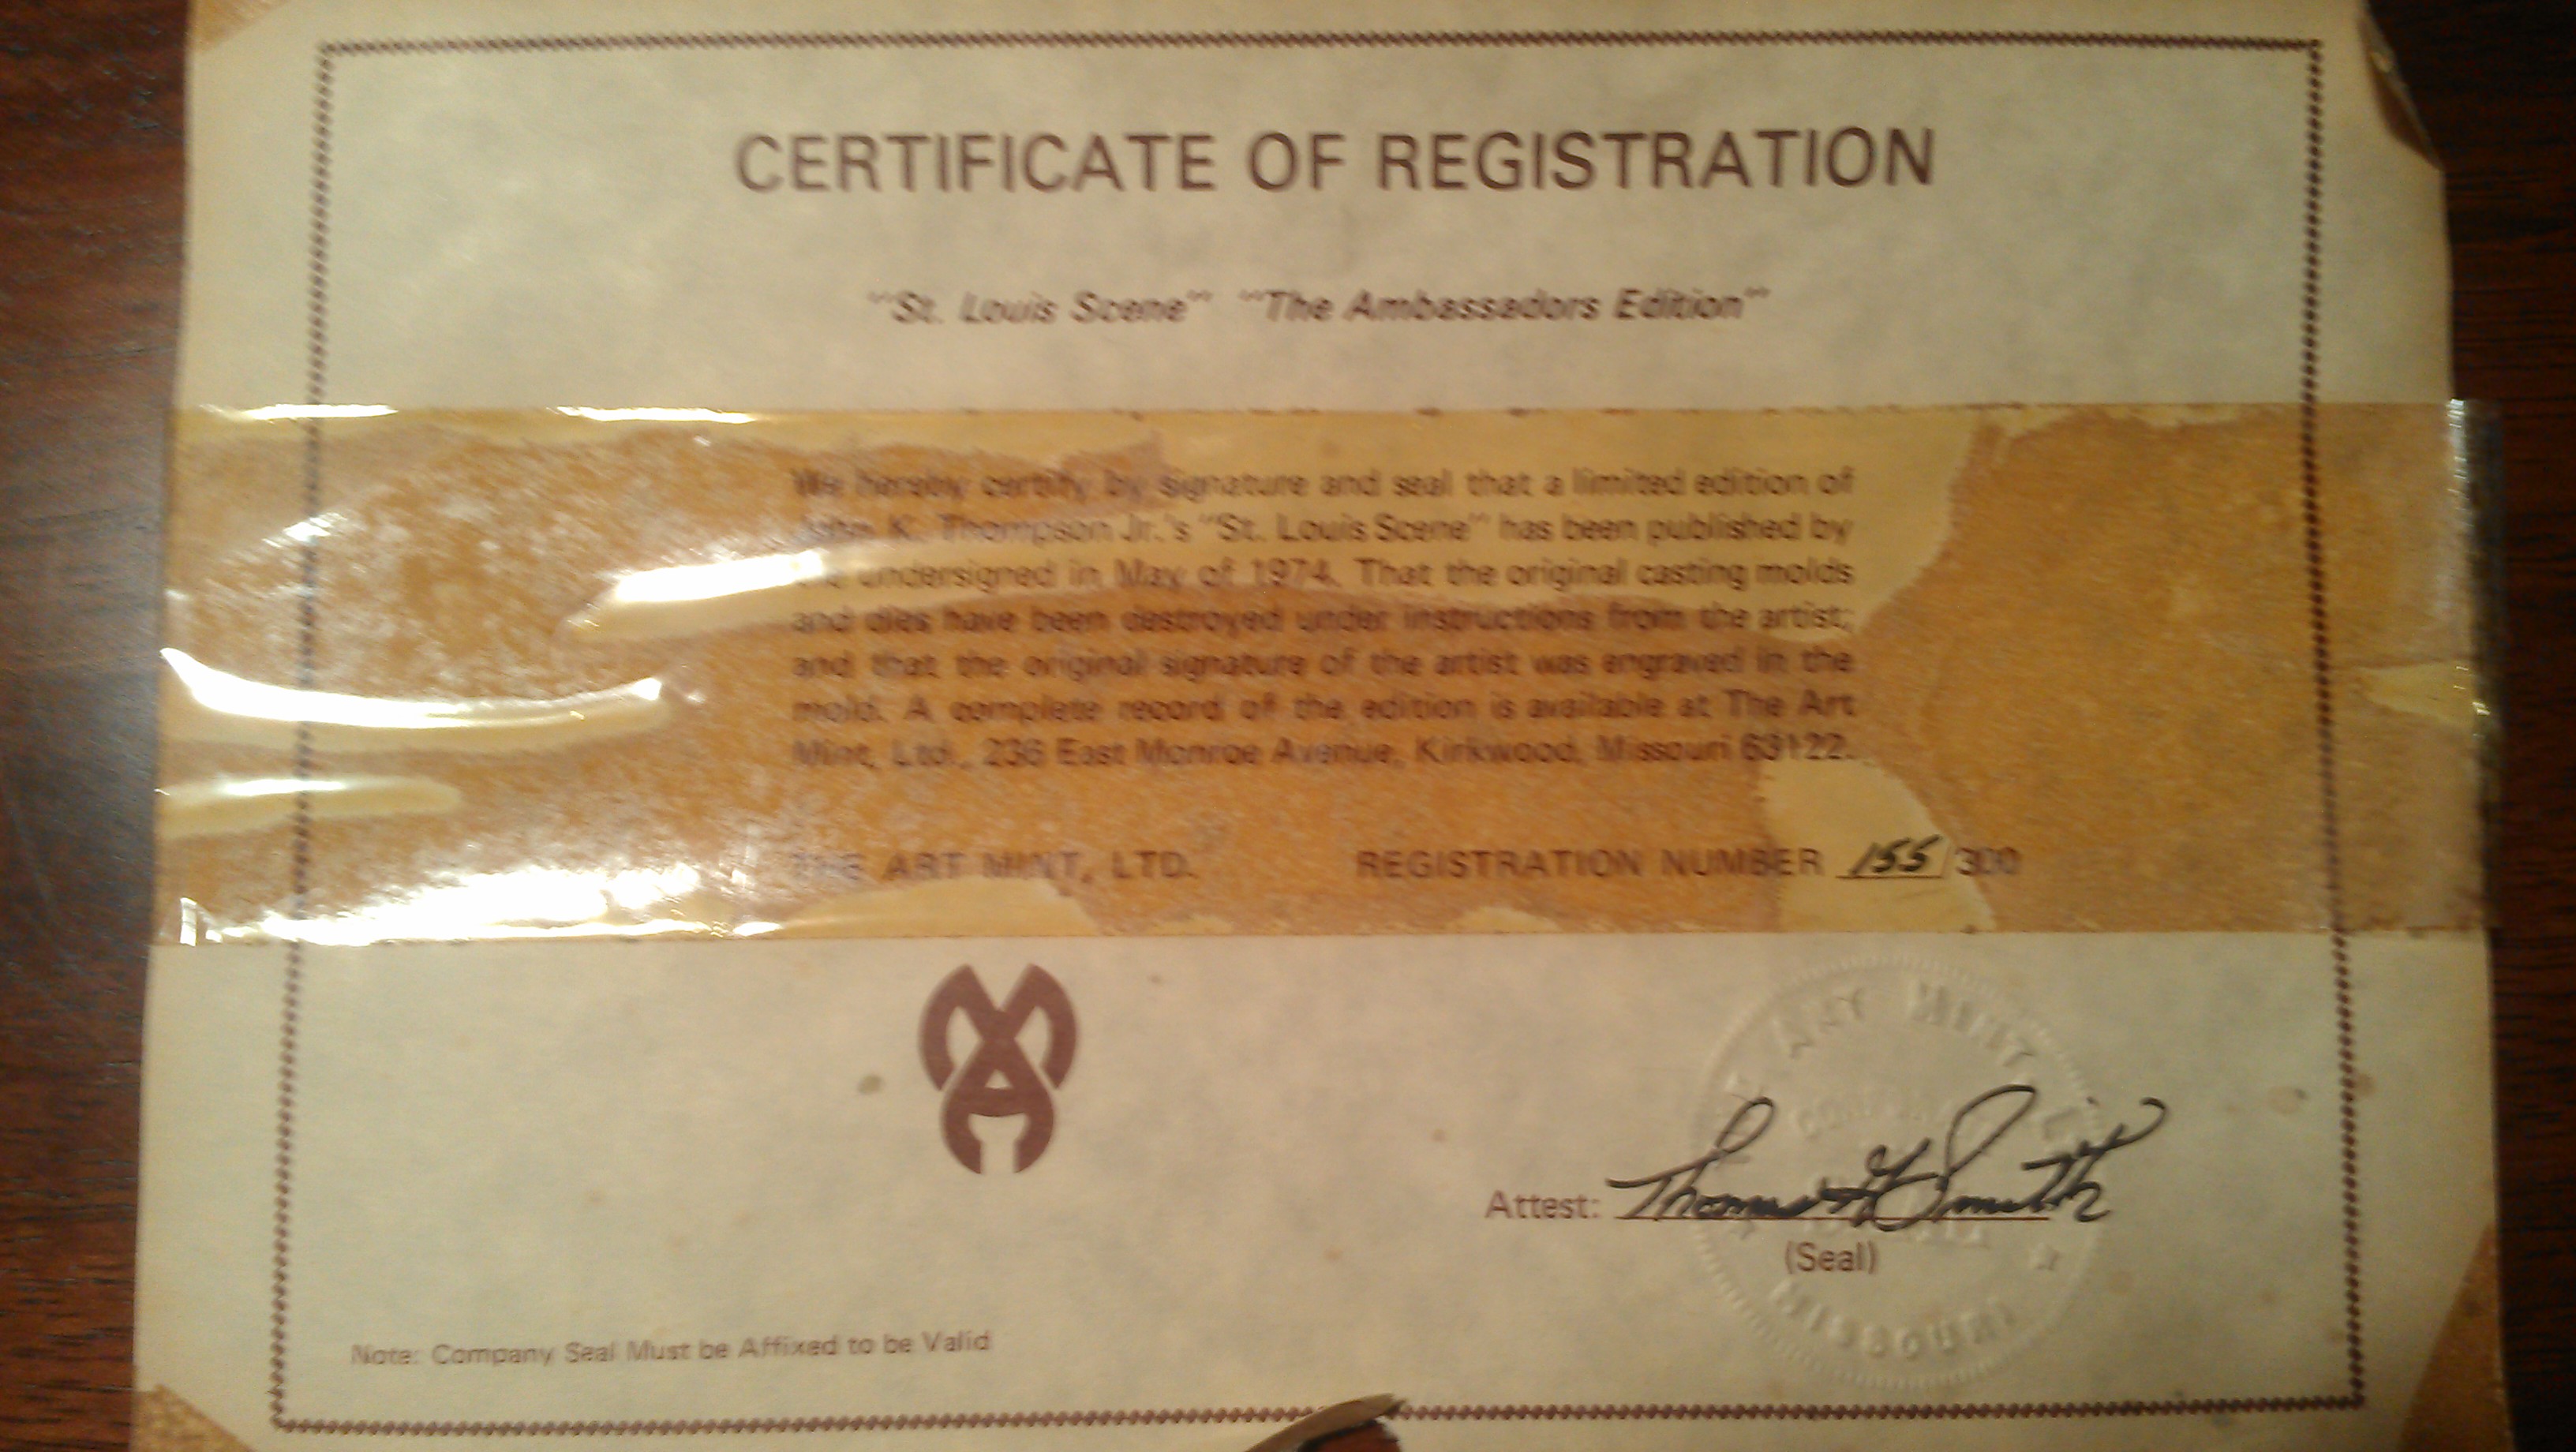 CERTIFICATE OF REGISTRATION
"St. Louis Scene" "The Ambassadors Edition"
We hereby certify by signature and seal that a limited edition of
John K. Thompson Jr.'s "St. Louis Scene" has been published by
the undersigned in May of 1974. That the original casting molds
and dies have been destroyed under instructions from the artist;
and that the original signature of the artist was engraved in the
mold. A complete record of the edition is available at The Art
Mint, Ltd., 236 East Monroe Avenue, Kirkwood, Missouri 63122.
THE ART MINT, LTD. REGISTRATION NUMBER 155/300
ART MINT
MISSOURI
Attest: Thomas Smith
(Seal)
Note: Company Seal Must be Affixed to be Valid